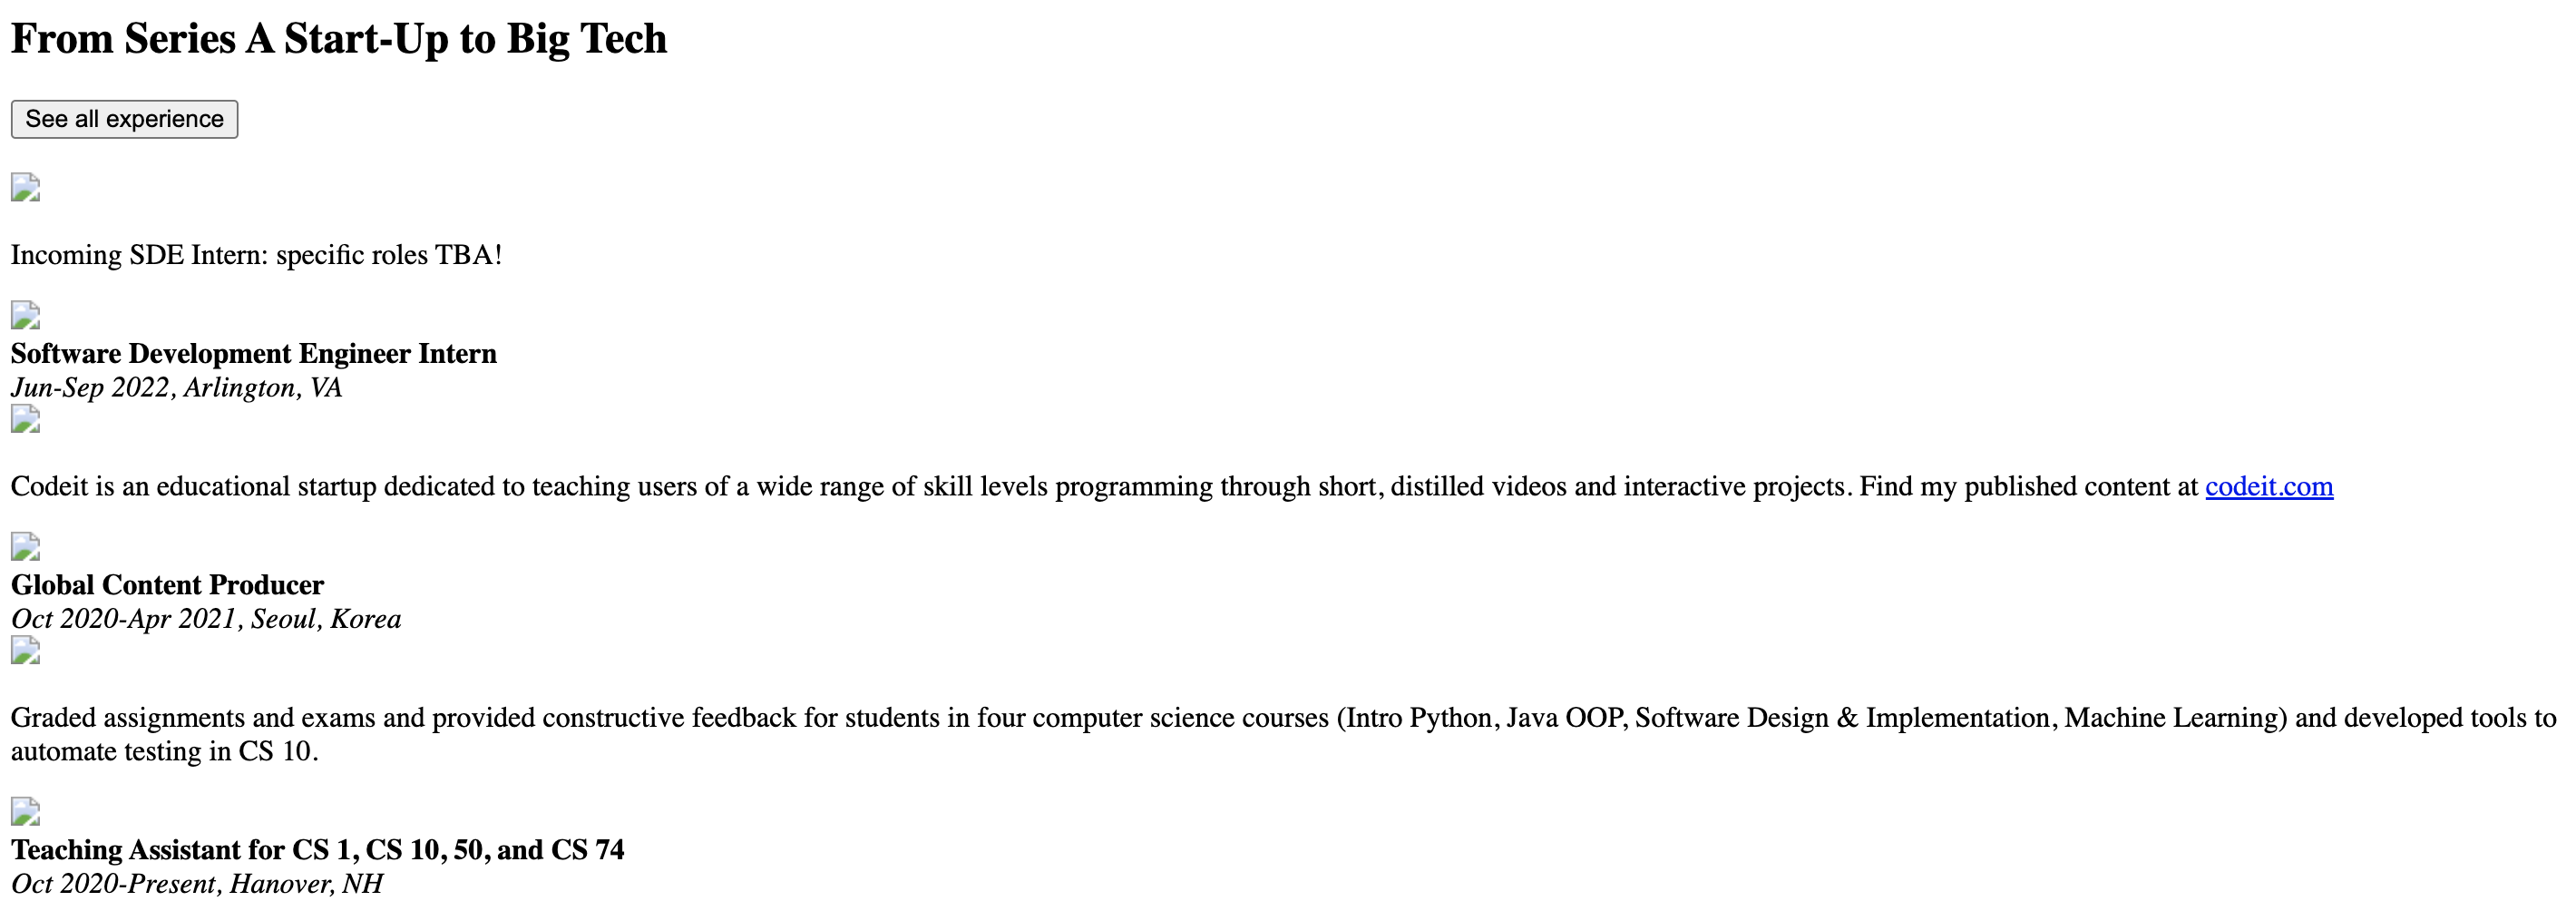 From Series A Start-Up to Big Tech
See all experience
Incoming SDE Intern: specific roles TBA!
Software Development Engineer Intern
Jun-Sep 2022, Arlington, VA
Codeit is an educational startup dedicated to teaching users of a wide range of skill levels programming through short, distilled videos and interactive projects. Find my published content at codeit.com
Global Content Producer
Oct 2020-Apr 2021, Seoul, Korea
Graded assignments and exams and provided constructive feedback for students in four computer science courses (Intro Python, Java OOP, Software Design & Implementation, Machine Learning) and developed tools to
automate testing in CS 10.
Teaching Assistant for CS 1, CS 10, 50, and CS 74
Oct 2020-Present, Hanover, NH